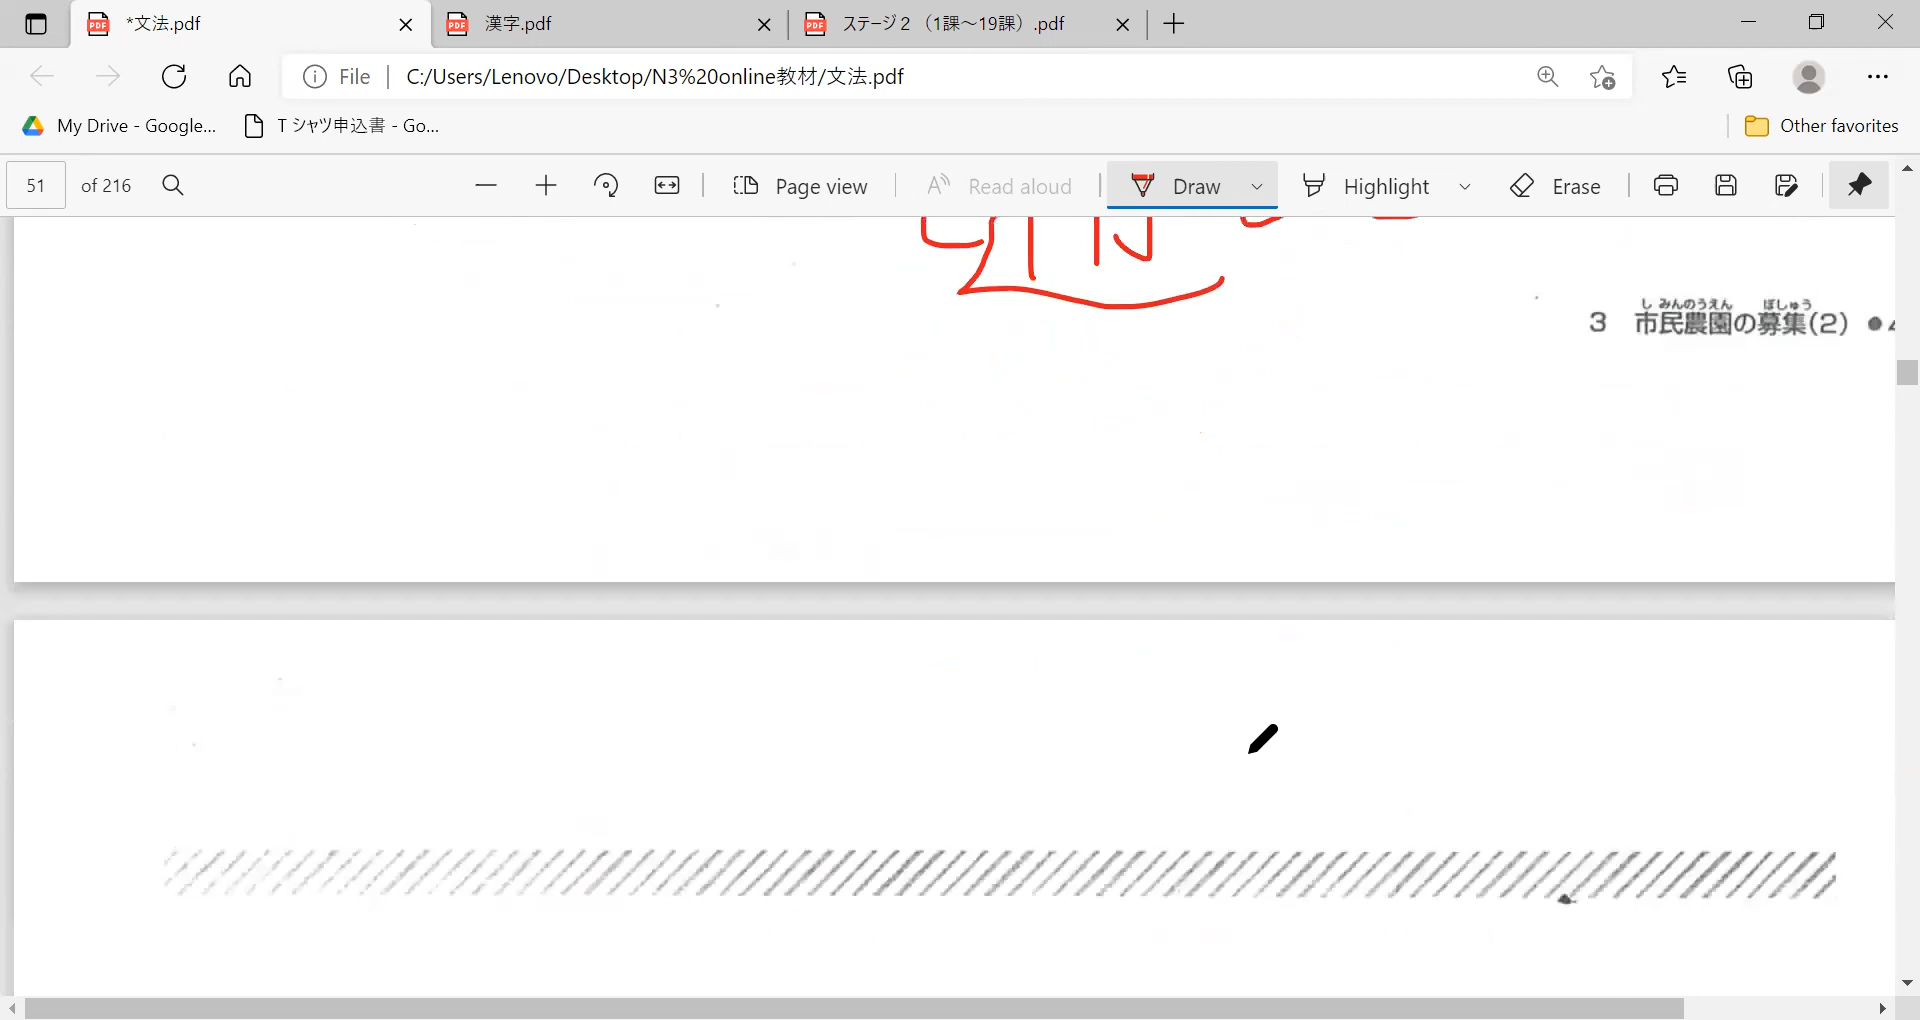 *文法.pdf
漢字.pdf
ステージ2（1課～19課）.pdf
File
C:/Users/Lenovo/Desktop/N3%20online教材/文法.pdf
My Drive - Google...
Tシャツ申込書 - Go...
Other favorites
51 of 216
Page view
Read aloud
Draw
Highlight
Erase
し みんのうえん ぼしゅう
3 市民農園の募集(2) ●